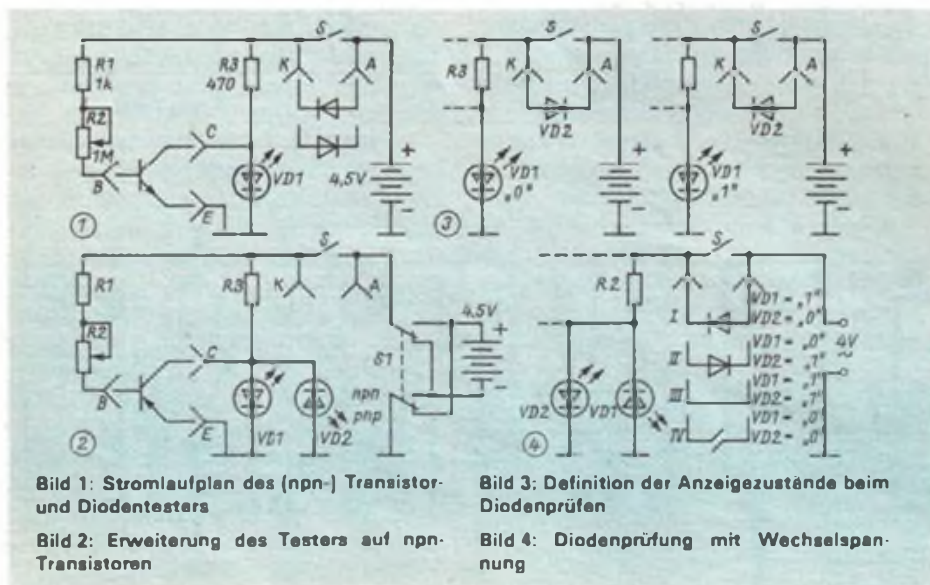 R1
1k
R2
1M
B
C
E
R3
470
VD1
K
A
S
4,5V
+
-
①
R3
K
A
S
VD2
VD1
„0"
+
-
③
R3
K
A
S
VD2
VD1
„1"
+
-
R1
R2
B
C
E
R3
VD1
VD2
K
A
S
S1
npn
pnp
4,5V
+
-
②
R2
S
I
VD1 = „1"
VD2 = „0"
II
VD1 = „0"
VD2 = „1"
III
VD1 = „1"
VD2 = „1"
IV
VD1 = „0"
VD2 = „0"
4V
~
VD2
VD1
④
Bild 1: Stromlaufplan des (npn-) Transistor-
und Diodentesters
Bild 2: Erweiterung des Testers auf npn-
Transistoren
Bild 3: Definition der Anzeigezustände beim
Diodenprüfen
Bild 4: Diodenprüfung mit Wechselspan-
nung